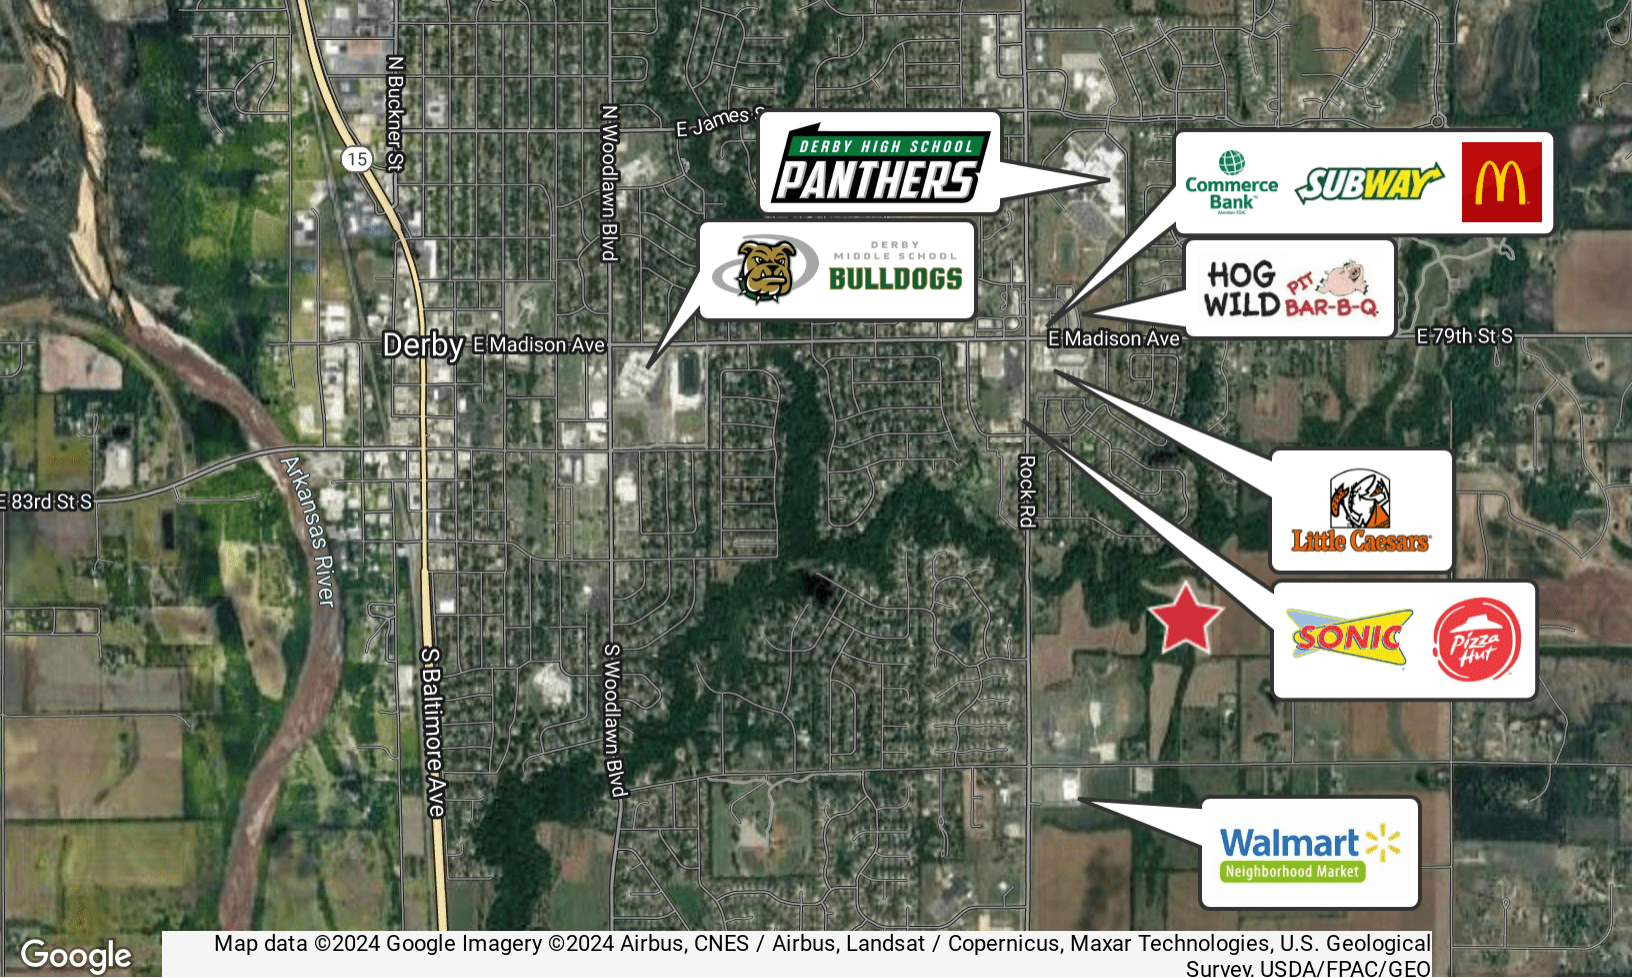 N Buckner St
N Woodlawn Blvd
E James S
15
DERBY HIGH SCHOOL
PANTHERS
Commerce
Bank
SUBWAY
DERBY
MIDDLE SCHOOL
BULLDOGS
HOG
WILD
PIT
BAR-B-Q
Derby
E Madison Ave
E Madison Ave
E 79th St S
E 83rd St S
Arkansas River
Rock Rd
Little Caesars
SONIC
Pizza
Hut
S Baltimore Ave
S Woodlawn Blvd
Walmart
Neighborhood Market
Google
Map data ©2024 Google Imagery ©2024 Airbus, CNES / Airbus, Landsat / Copernicus, Maxar Technologies, U.S. Geological
Survey, USDA/FPAC/GEO